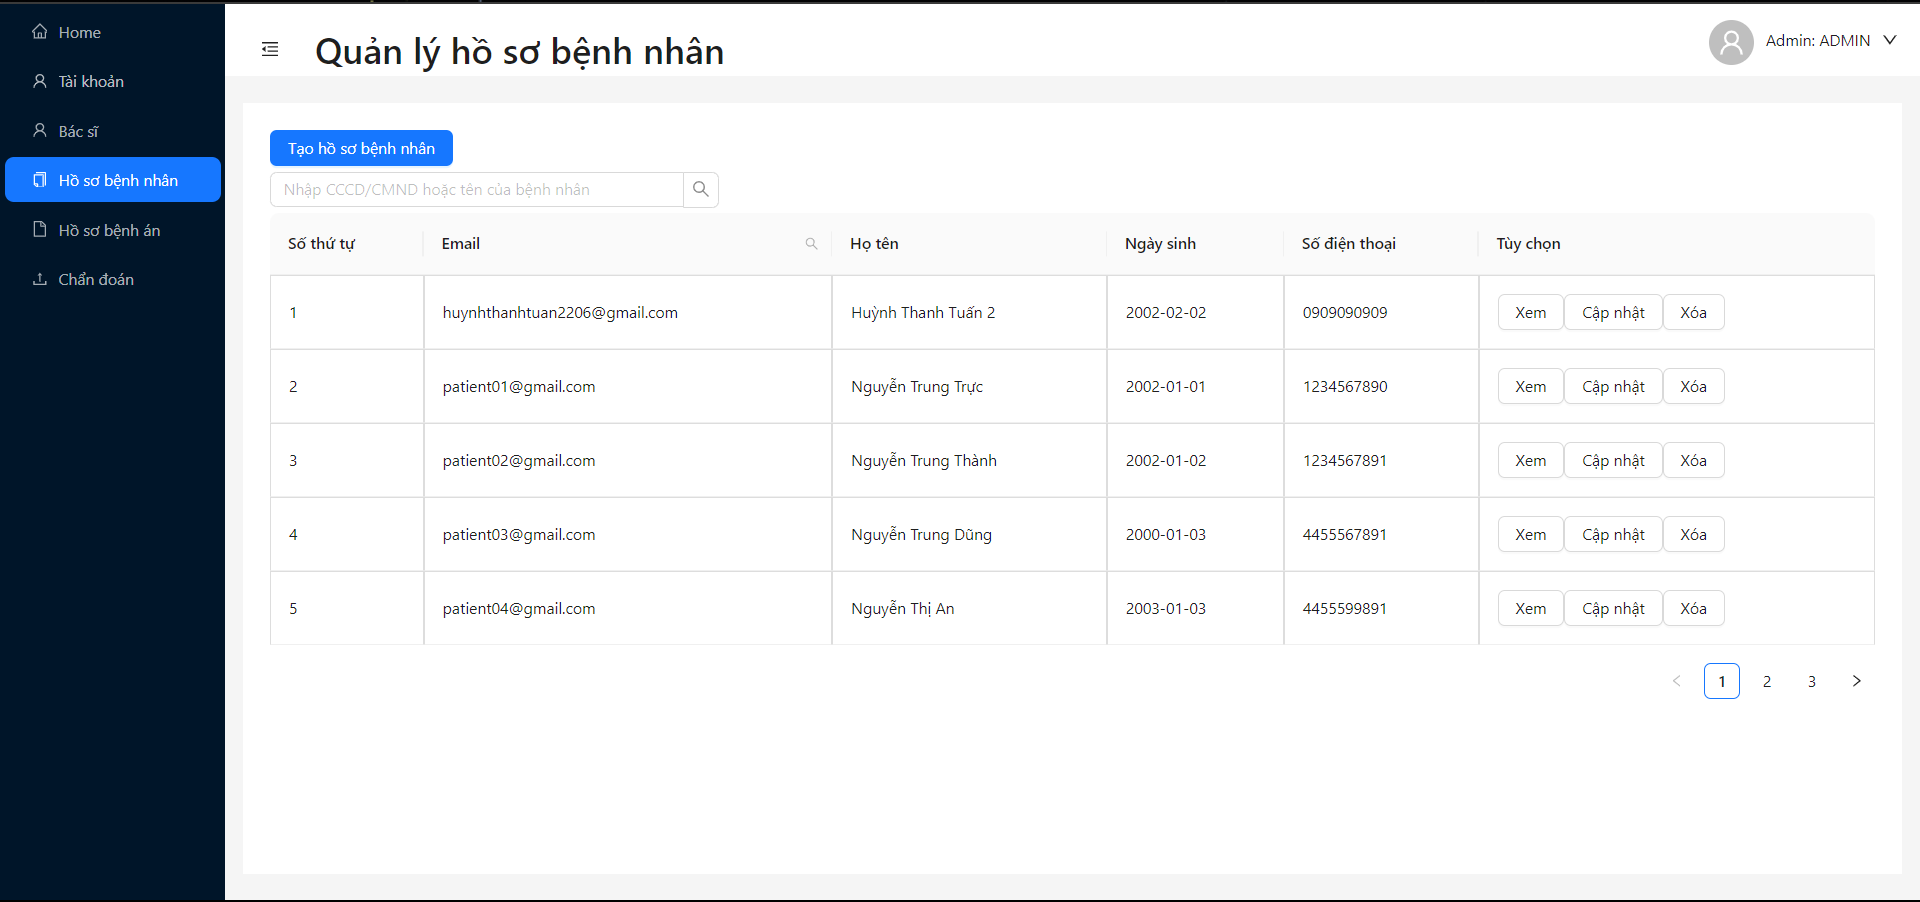 Home
Tài khoản
Bác sĩ
Hồ sơ bệnh nhân
Hồ sơ bệnh án
Chẩn đoán
Quản lý hồ sơ bệnh nhân
Admin: ADMIN
Tạo hồ sơ bệnh nhân
Nhập CCCD/CMND hoặc tên của bệnh nhân
Số thứ tự Email Họ tên Ngày sinh Số điện thoại Tùy chọn
1 huynhthanhtuan2206@gmail.com Huỳnh Thanh Tuấn 2 2002-02-02 0909090909 Xem Cập nhật Xóa
2 patient01@gmail.com Nguyễn Trung Trực 2002-01-01 1234567890 Xem Cập nhật Xóa
3 patient02@gmail.com Nguyễn Trung Thành 2002-01-02 1234567891 Xem Cập nhật Xóa
4 patient03@gmail.com Nguyễn Trung Dũng 2000-01-03 4455567891 Xem Cập nhật Xóa
5 patient04@gmail.com Nguyễn Thị An 2003-01-03 4455599891 Xem Cập nhật Xóa
1 2 3